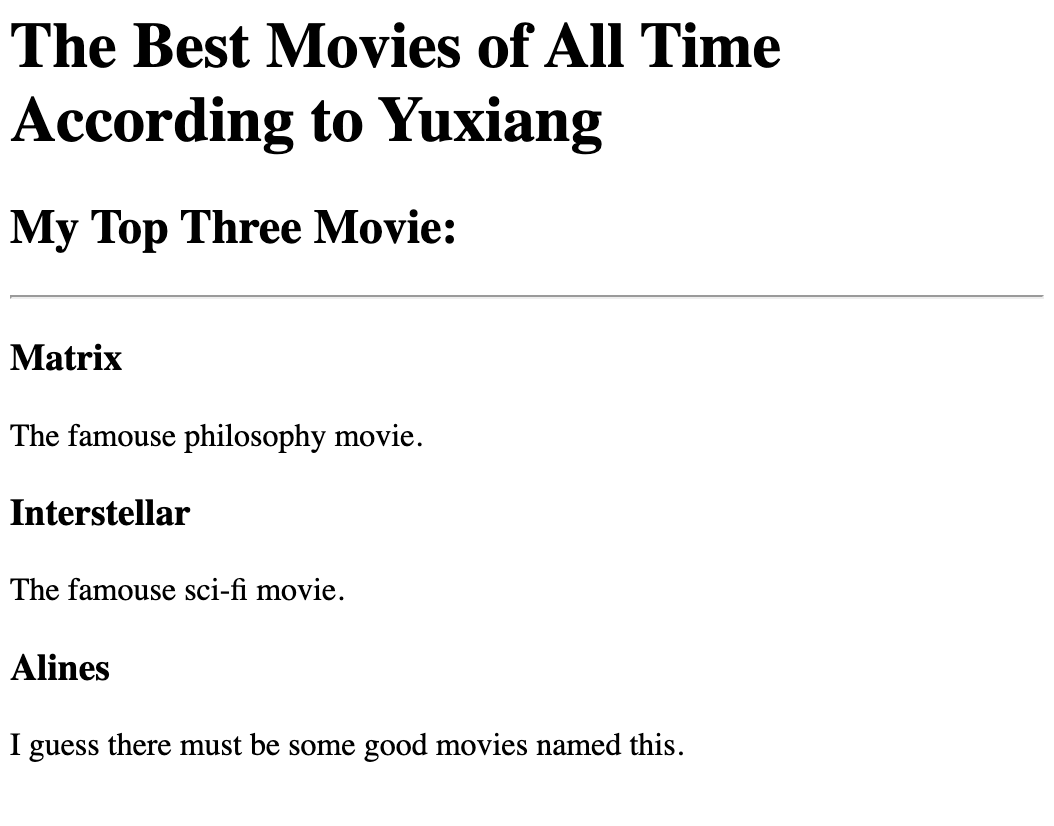 The Best Movies of All Time
According to Yuxiang
My Top Three Movie:
Matrix
The famouse philosophy movie.
Interstellar
The famouse sci-fi movie.
Alines
I guess there must be some good movies named this.